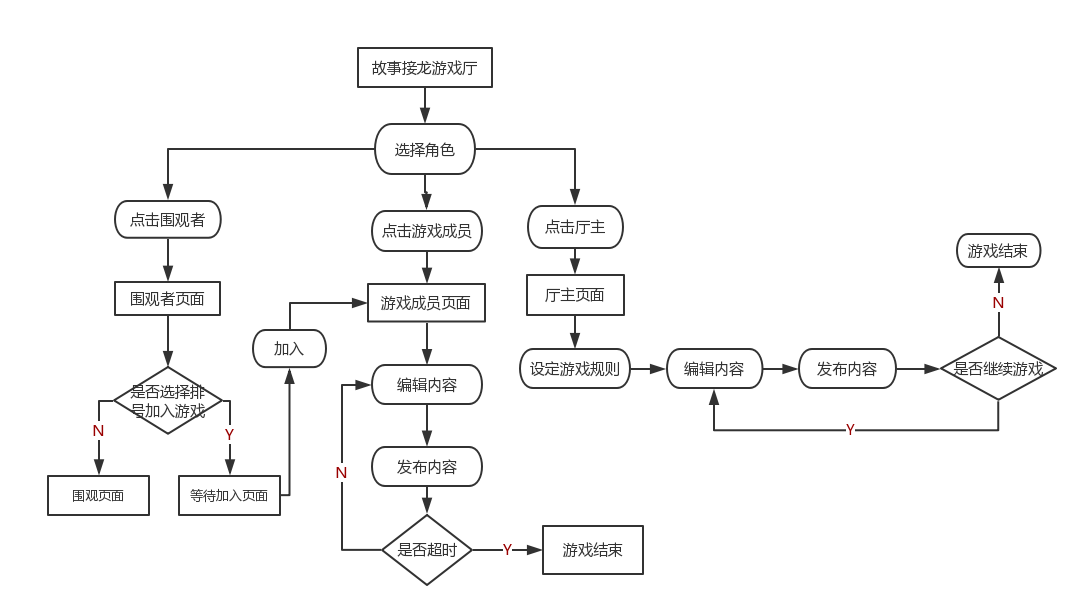 故事接龙游戏厅
选择角色
点击围观者
点击游戏成员
点击厅主
围观者页面
游戏成员页面
厅主页面
游戏结束
加入
设定游戏规则
编辑内容
发布内容
是否继续游戏
N
Y
是否选择排
号加入游戏
N
Y
围观页面
等待加入页面
编辑内容
发布内容
N
是否超时
Y
游戏结束